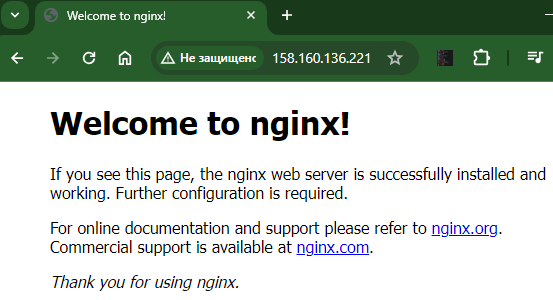 Welcome to nginx!
Не защищено 158.160.136.221
Welcome to nginx!
If you see this page, the nginx web server is successfully installed and
working. Further configuration is required.
For online documentation and support please refer to nginx.org.
Commercial support is available at nginx.com.
Thank you for using nginx.